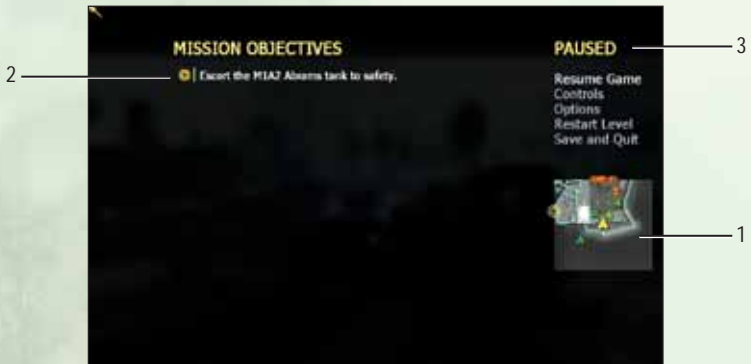 MISSION OBJECTIVES
Escort the M1A2 Abrams tank to safety.
2
PAUSED
3
Resume Game
Controls
Options
Restart Level
Save and Quit
1